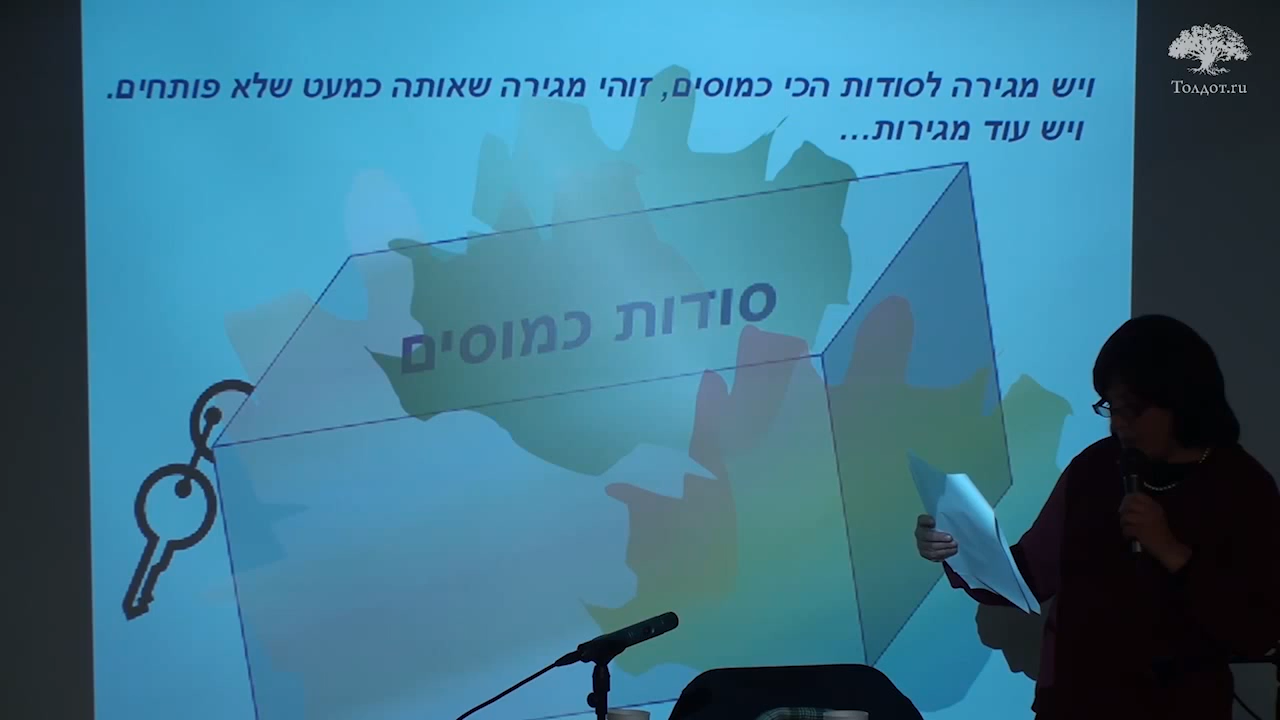 ויש מגירה לסודות הכי כמוסים, זוהי מגירה שאותה כמעט שלא פותחים.
ויש עוד מגירות...
סודות כמוסים
Толдот.ru